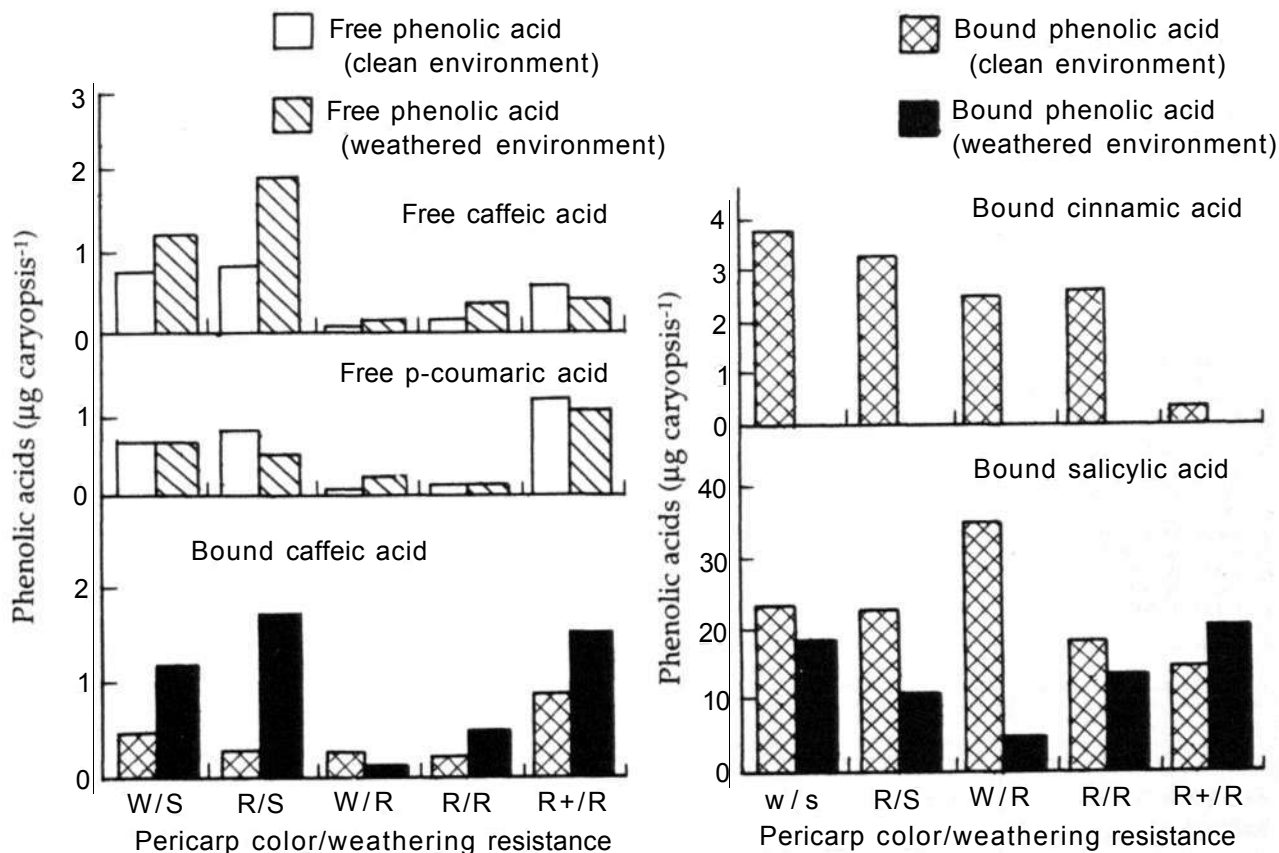 Free phenolic acid
(clean environment)
Free phenolic acid
(weathered environment)
Bound phenolic acid
(clean environment)
Bound phenolic acid
(weathered environment)
Phenolic acids (µg caryopsis⁻¹)
3
2
1
0
Free caffeic acid
1
0
Free p-coumaric acid
2
1
0
Bound caffeic acid
W/S R/S W/R R/R R+/R
Pericarp color/weathering resistance
Phenolic acids (µg caryopsis⁻¹)
4
3
2
1
0
Bound cinnamic acid
40
30
20
10
0
Bound salicylic acid
w/s R/S W/R R/R R+/R
Pericarp color/weathering resistance